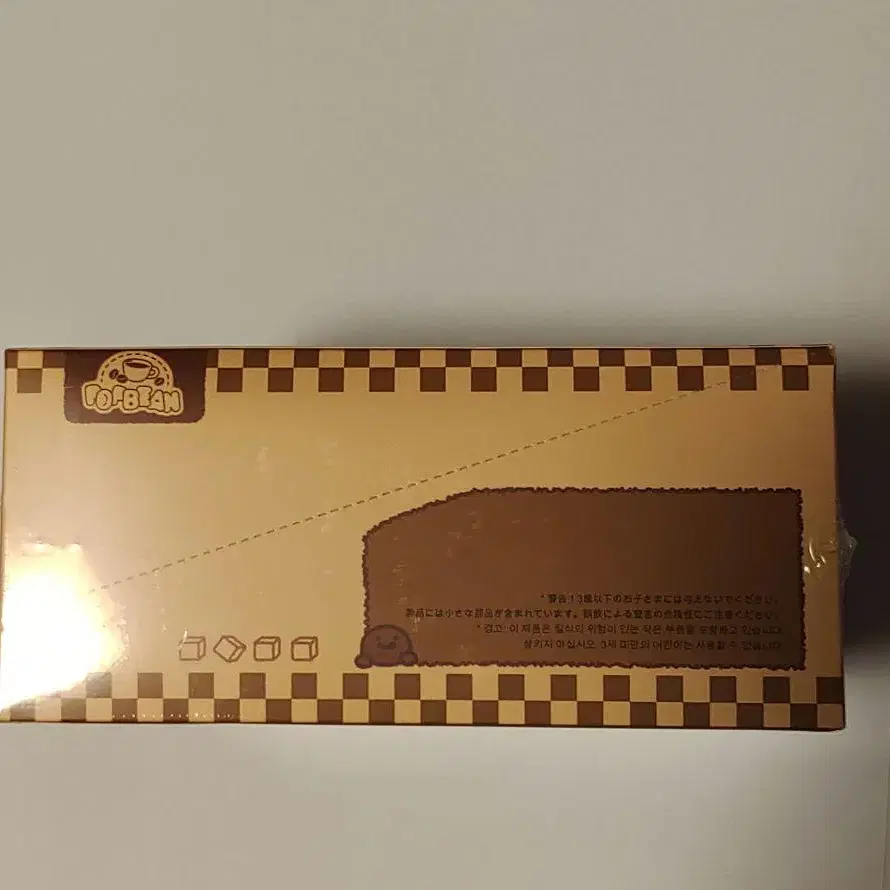 POPBEAN
* 警告！3歳以下のお子さまには与えないでください。
製品には小さな部品が含まれています。誤飲による窒息の危険性にご注意ください。
* 경고: 이 제품은 질식의 위험이 있는 작은 부품을 포함하고 있습니다.
삼키지 마십시오. 3세 미만의 어린이는 사용할 수 없습니다.